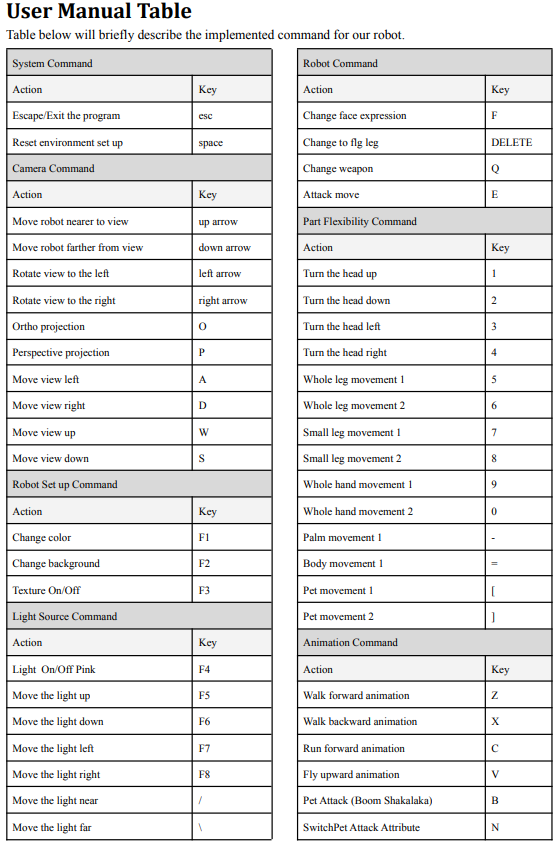 User Manual Table
Table below will briefly describe the implemented command for our robot.
System Command
Action Key
Escape/Exit the program esc
Reset environment set up space
Camera Command
Action Key
Move robot nearer to view up arrow
Move robot farther from view down arrow
Rotate view to the left left arrow
Rotate view to the right right arrow
Ortho projection O
Perspective projection P
Move view left A
Move view right D
Move view up W
Move view down S
Robot Set up Command
Action Key
Change color F1
Change background F2
Texture On/Off F3
Light Source Command
Action Key
Light On/Off Pink F4
Move the light up F5
Move the light down F6
Move the light left F7
Move the light right F8
Move the light near /
Move the light far \
Robot Command
Action Key
Change face expression F
Change to flg leg DELETE
Change weapon Q
Attack move E
Part Flexibility Command
Action Key
Turn the head up 1
Turn the head down 2
Turn the head left 3
Turn the head right 4
Whole leg movement 1 5
Whole leg movement 2 6
Small leg movement 1 7
Small leg movement 2 8
Whole hand movement 1 9
Whole hand movement 2 0
Palm movement 1 -
Body movement 1 =
Pet movement 1 [
Pet movement 2 ]
Animation Command
Action Key
Walk forward animation Z
Walk backward animation X
Run forward animation C
Fly upward animation V
Pet Attack (Boom Shakalaka) B
SwitchPet Attack Attribute N